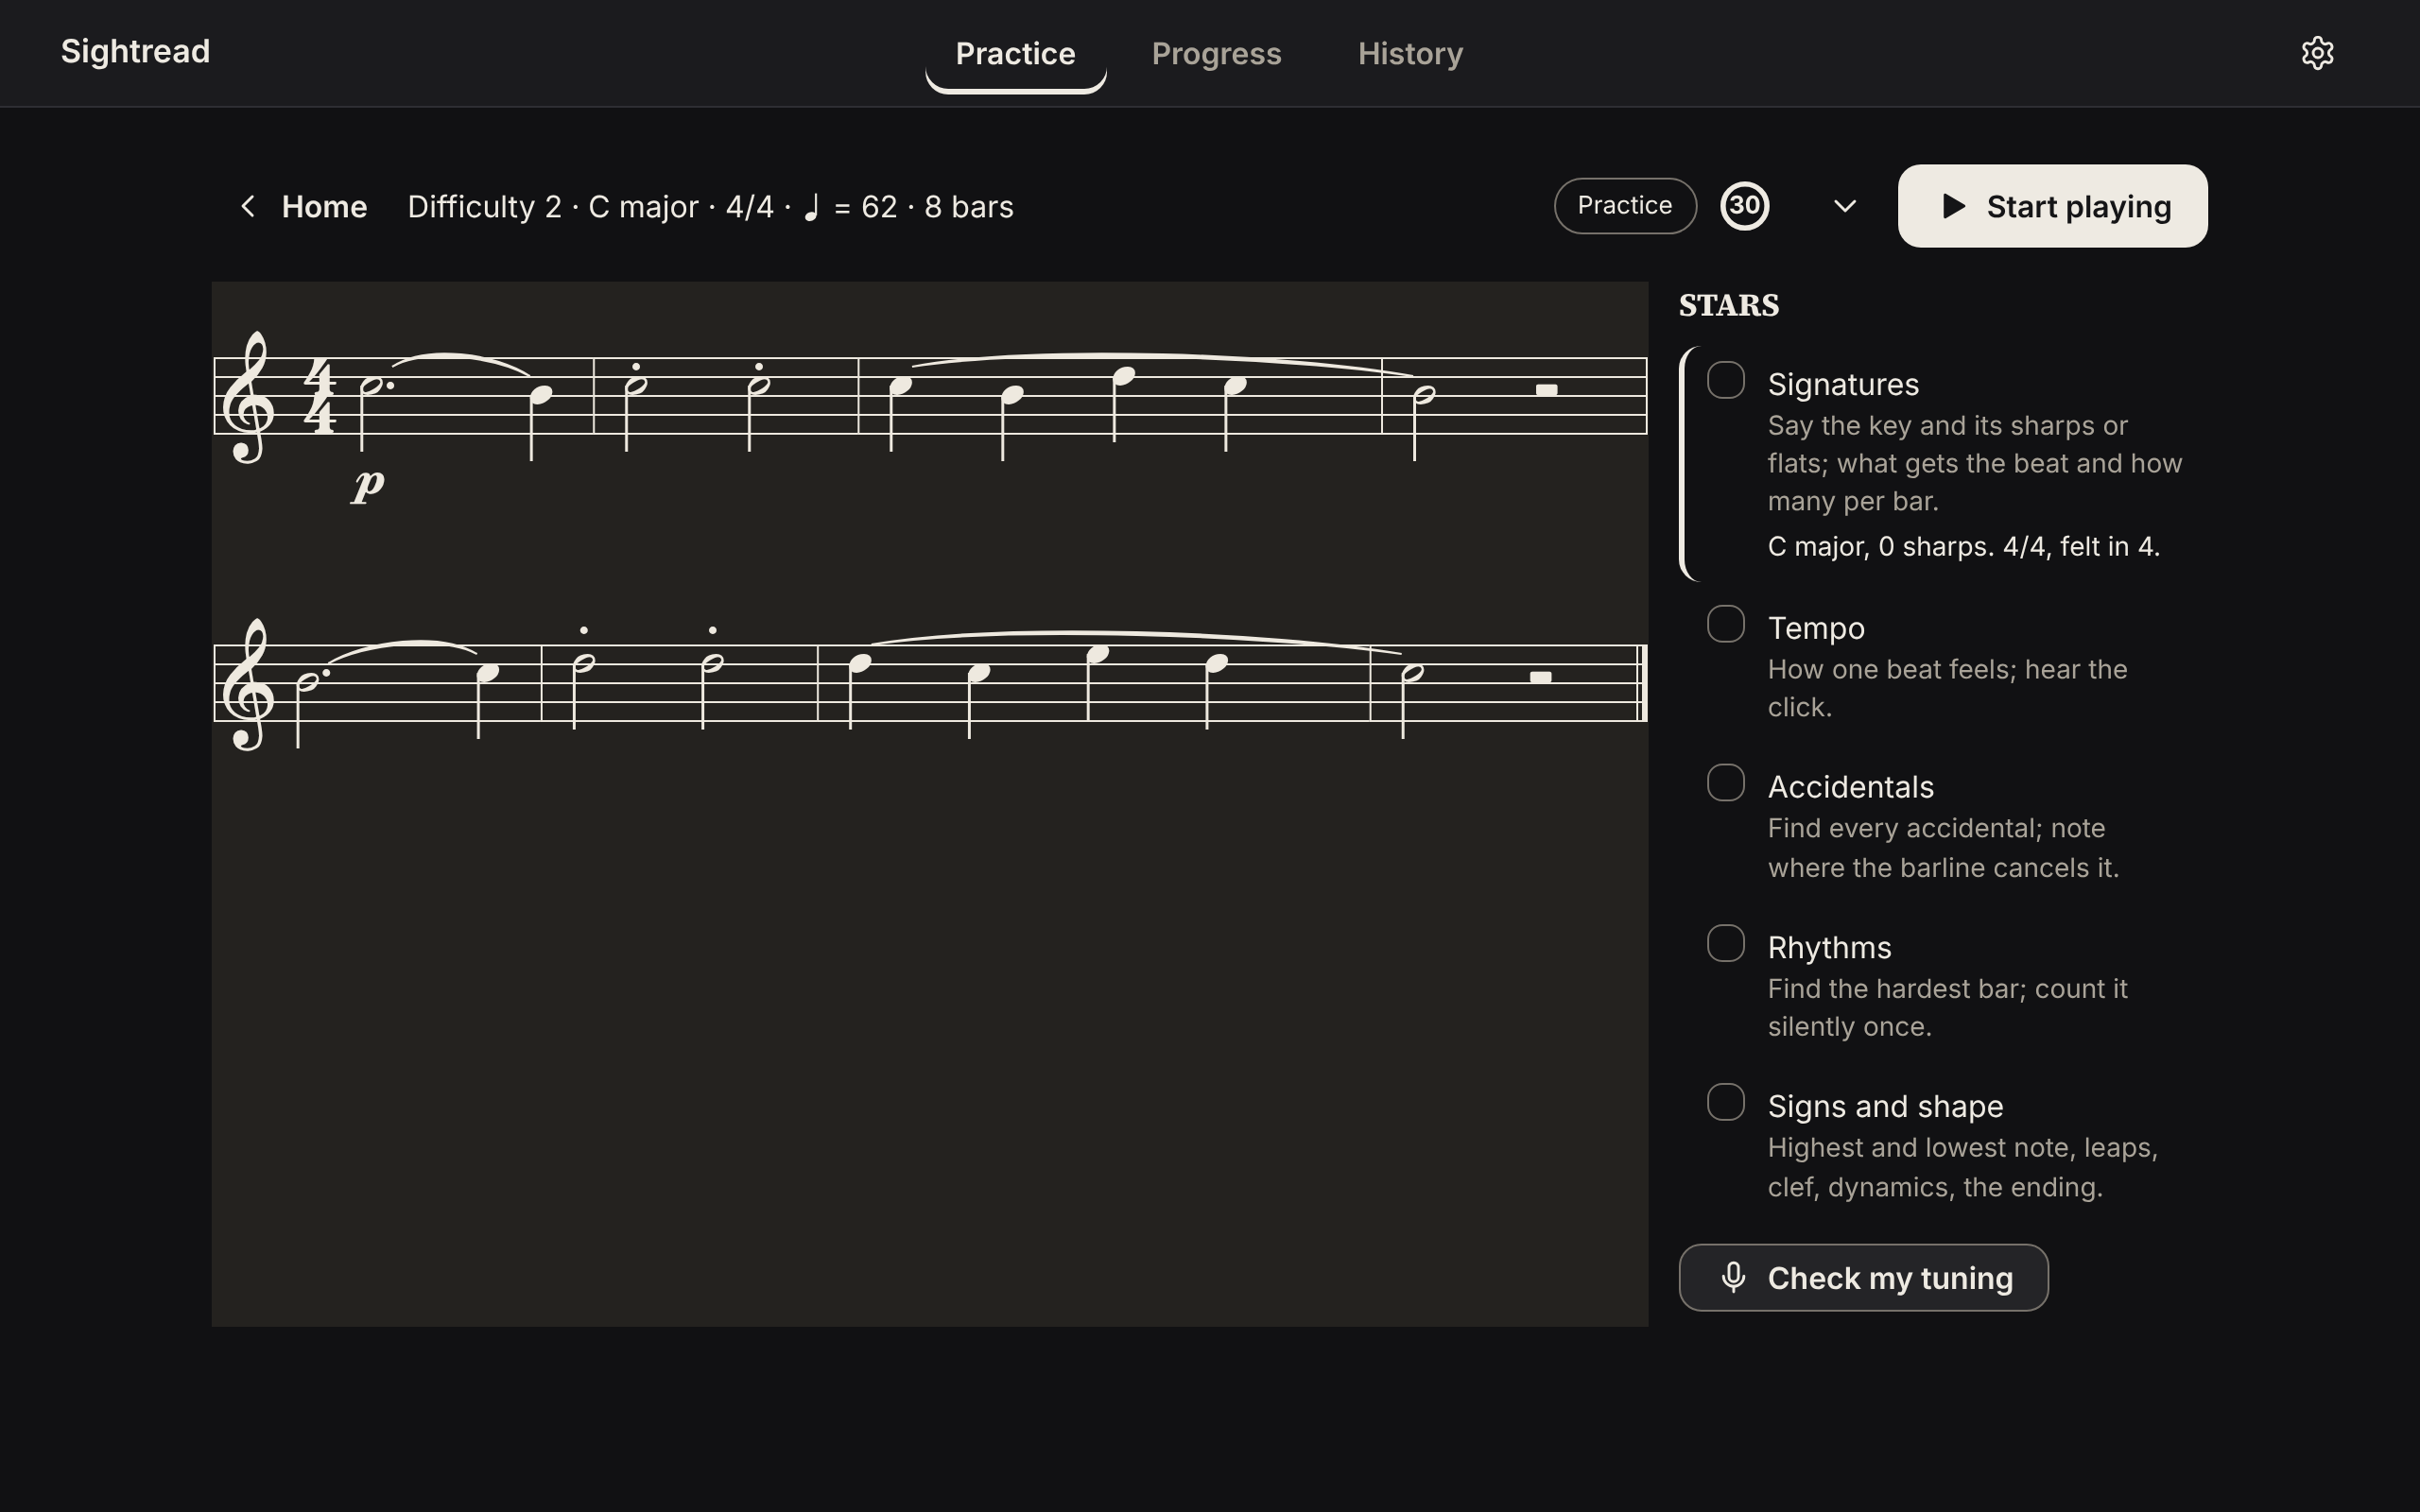 Sightread
Practice
Progress
History
Home
Difficulty 2 · C major · 4/4 · ♩ = 62 · 8 bars
Practice
30
Start playing
STARS
Signatures
Say the key and its sharps or
flats; what gets the beat and how
many per bar.
C major, 0 sharps. 4/4, felt in 4.
Tempo
How one beat feels; hear the
click.
Accidentals
Find every accidental; note
where the barline cancels it.
Rhythms
Find the hardest bar; count it
silently once.
Signs and shape
Highest and lowest note, leaps,
clef, dynamics, the ending.
Check my tuning
4
4
p